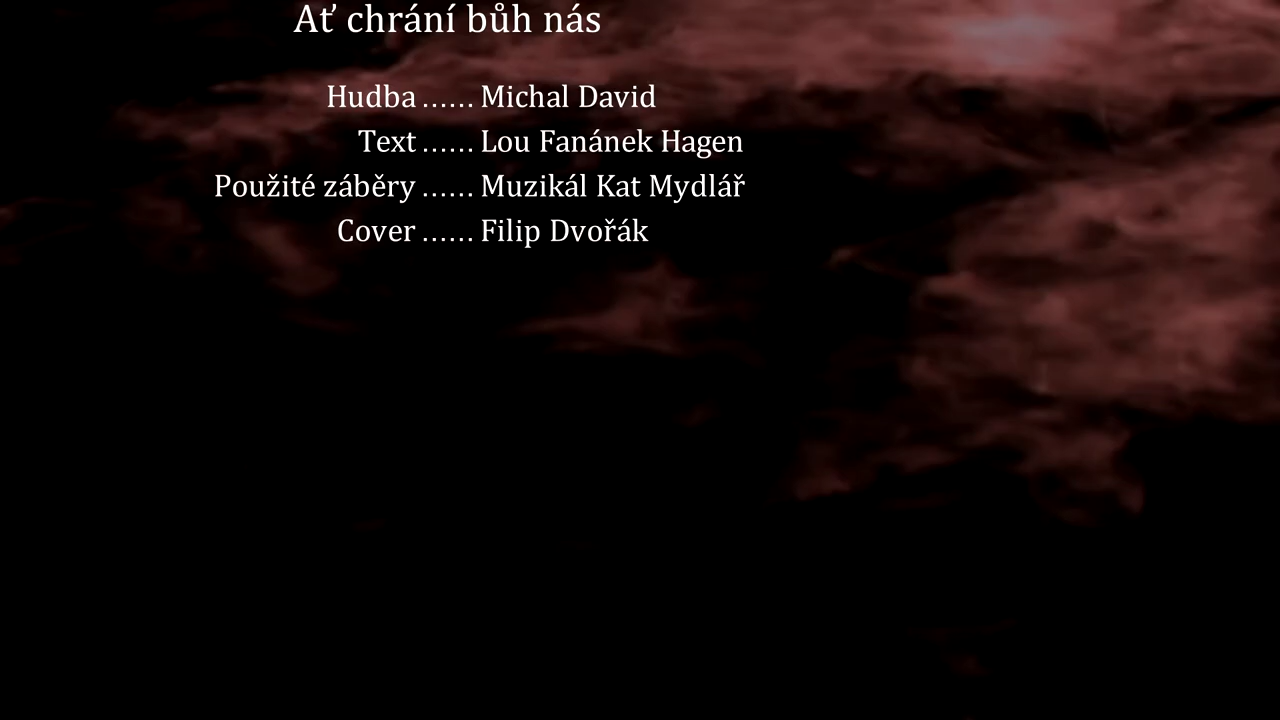 Ať chrání bůh nás
Hudba ...... Michal David
Text ...... Lou Fanánek Hagen
Použité záběry ...... Muzikál Kat Mydlář
Cover ...... Filip Dvořák